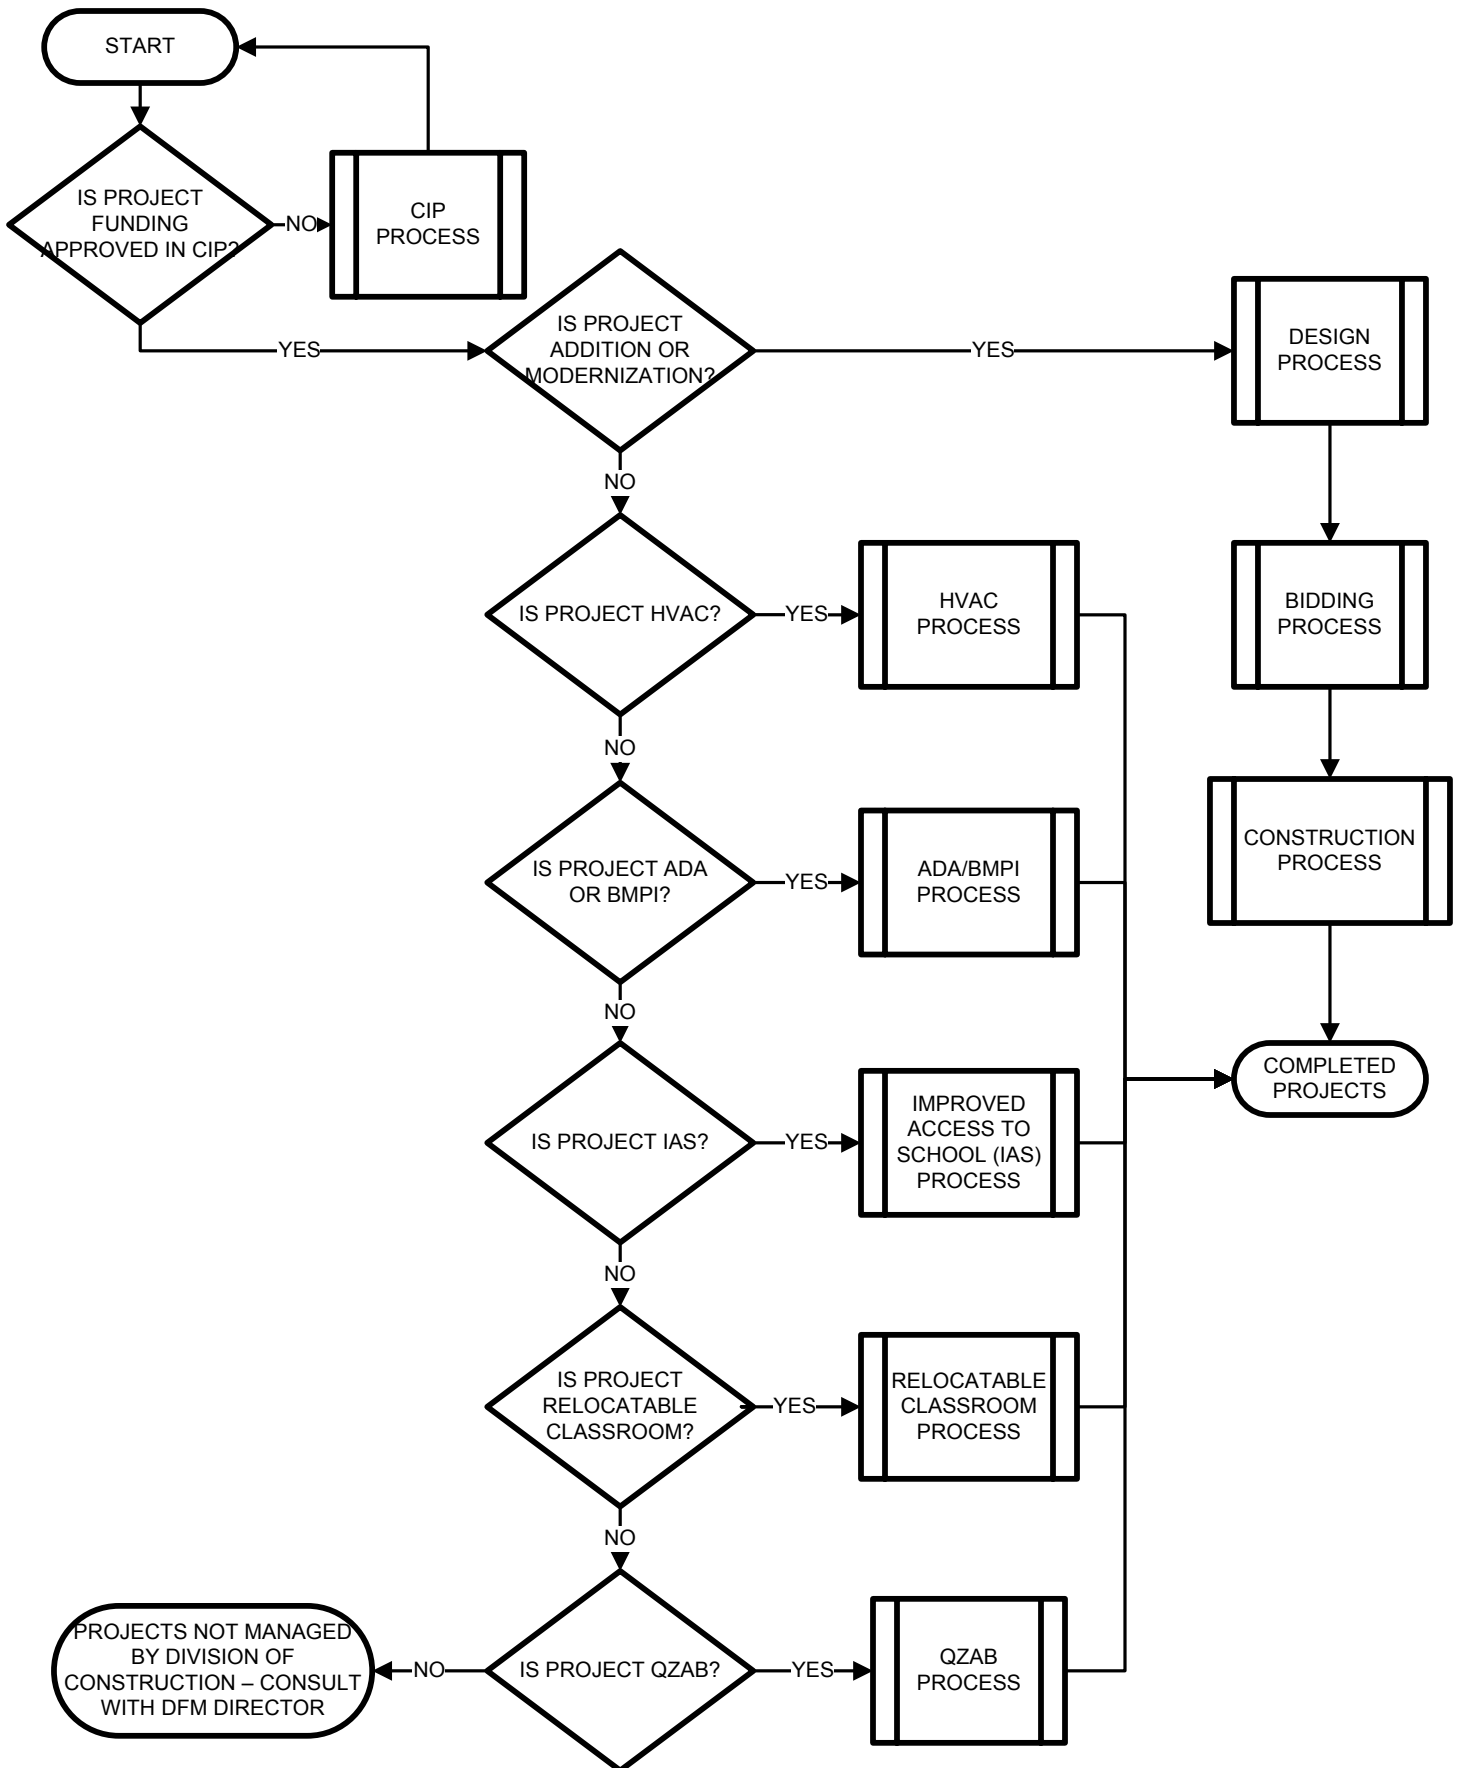 START
IS PROJECT
FUNDING
APPROVED IN CIP?
NO
CIP
PROCESS
YES
IS PROJECT
ADDITION OR
MODERNIZATION?
YES
DESIGN
PROCESS
NO
IS PROJECT HVAC?
YES
HVAC
PROCESS
BIDDING
PROCESS
NO
IS PROJECT ADA
OR BMPI?
YES
ADA/BMPI
PROCESS
CONSTRUCTION
PROCESS
NO
COMPLETED
PROJECTS
IS PROJECT IAS?
YES
IMPROVED
ACCESS TO
SCHOOL (IAS)
PROCESS
NO
IS PROJECT
RELOCATABLE
CLASSROOM?
YES
RELOCATABLE
CLASSROOM
PROCESS
NO
PROJECTS NOT MANAGED
BY DIVISION OF
CONSTRUCTION – CONSULT
WITH DFM DIRECTOR
NO
IS PROJECT QZAB?
YES
QZAB
PROCESS